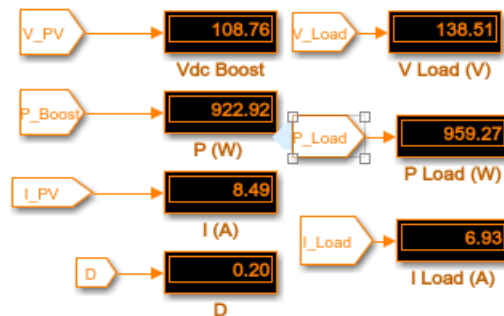 V_PV
108.76
Vdc Boost
V_Load
138.51
V Load (V)
P_Boost
922.92
P (W)
P_Load
959.27
P Load (W)
I_PV
8.49
I (A)
I_Load
6.93
I Load (A)
D
0.20
D